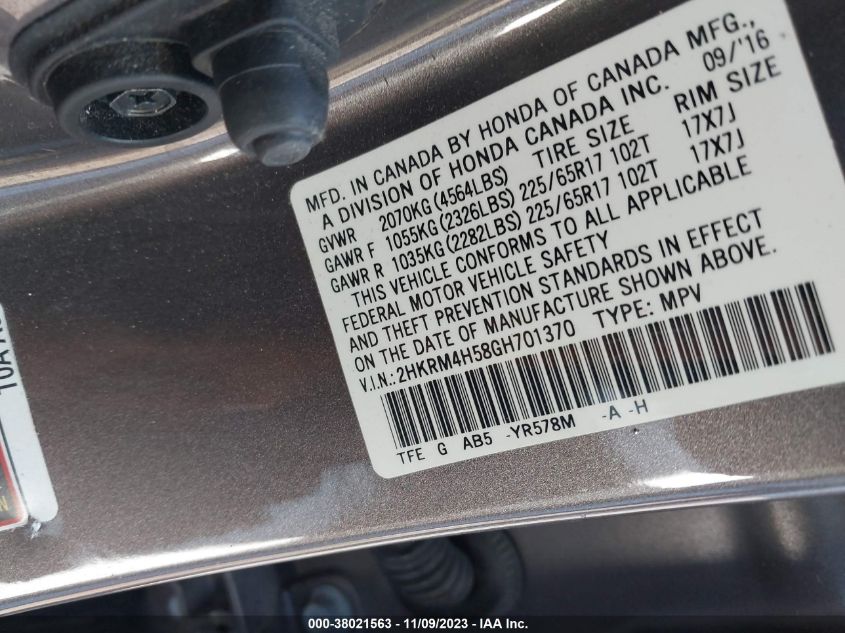 MFD. IN CANADA BY HONDA OF CANADA MFG.,
A DIVISION OF HONDA CANADA INC. 09/'16
GVWR 2070KG(4564LBS) TIRE SIZE RIM SIZE
GAWR F 1055KG(2326LBS) 225/65R17 102T 17X7J
GAWR R 1035KG(2282LBS) 225/65R17 102T 17X7J
THIS VEHICLE CONFORMS TO ALL APPLICABLE
FEDERAL MOTOR VEHICLE SAFETY
AND THEFT PREVENTION STANDARDS IN EFFECT
ON THE DATE OF MANUFACTURE SHOWN ABOVE.
V.I.N.: 2HKRM4H58GH701370 TYPE: MPV
TFE G AB5 -YR578M -A -H
000-38021563 | 11/09/2023 - IAA Inc.